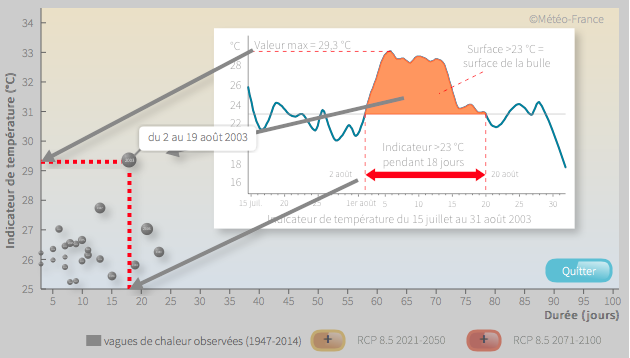 ©Météo-France
Indicateur de température (°C)
34
33
32
31
30
29
28
27
26
25
5
10
15
20
25
30
35
40
45
50
55
60
65
70
75
80
85
90
95
100
Durée (jours)
du 2 au 19 août 2003
°C
28
26
24
22
18
16
Valeur max = 29,3 °C
Surface >23 °C =
surface de la bulle
Indicateur >23 °C
pendant 18 jours
2 août
20 août
15 juil.
20
25
1er août
5
10
15
20
25
30
Indicateur de température du 15 juillet au 31 août 2003
Quitter
vagues de chaleur observées (1947-2014)
+
RCP 8.5 2021-2050
+
RCP 8.5 2071-2100